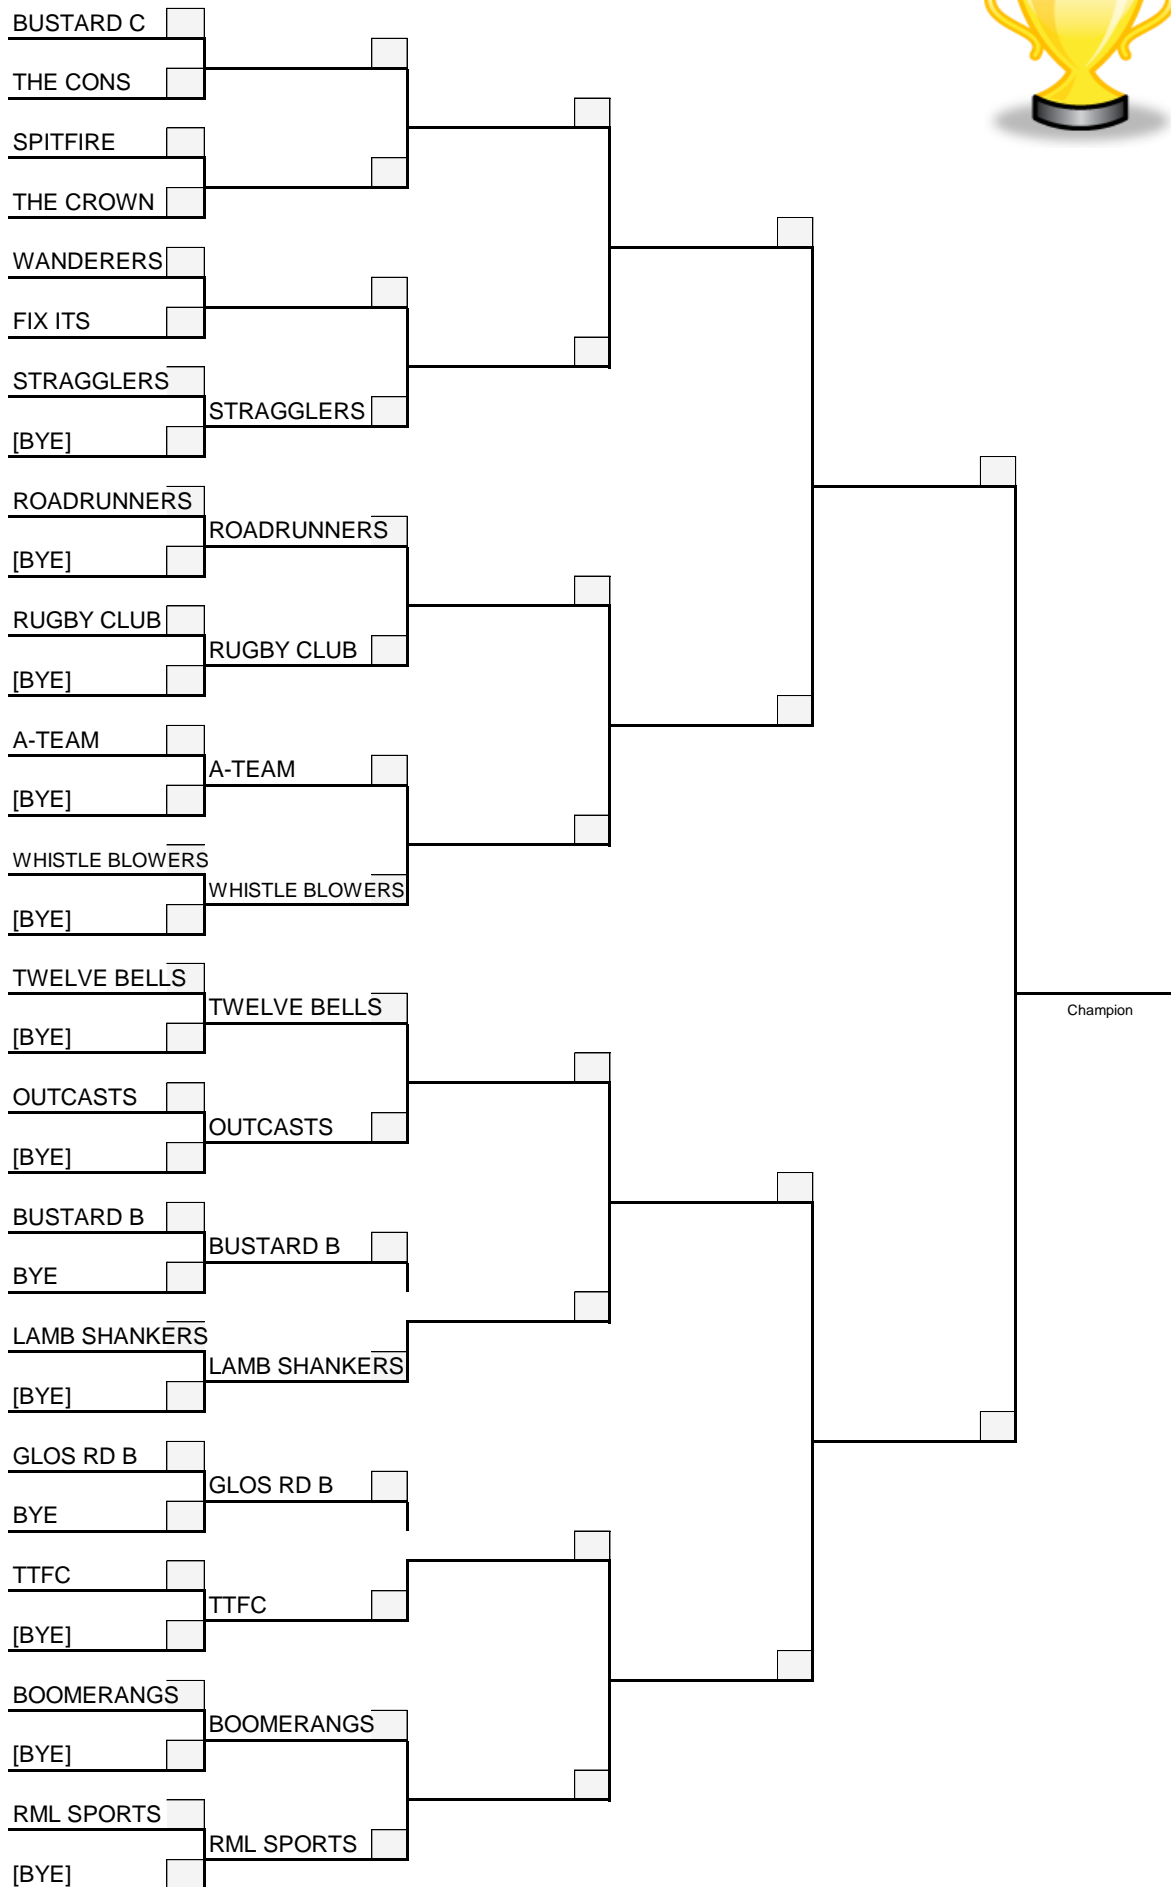 BUSTARD C
THE CONS
SPITFIRE
THE CROWN
WANDERERS
FIX ITS
STRAGGLERS
STRAGGLERS
[BYE]
ROADRUNNERS
ROADRUNNERS
[BYE]
RUGBY CLUB
RUGBY CLUB
[BYE]
A-TEAM
A-TEAM
[BYE]
WHISTLE BLOWERS
WHISTLE BLOWERS
[BYE]
TWELVE BELLS
TWELVE BELLS
Champion
[BYE]
OUTCASTS
OUTCASTS
[BYE]
BUSTARD B
BUSTARD B
BYE
LAMB SHANKERS
LAMB SHANKERS
[BYE]
GLOS RD B
GLOS RD B
BYE
TTFC
TTFC
[BYE]
BOOMERANGS
BOOMERANGS
[BYE]
RML SPORTS
RML SPORTS
[BYE]